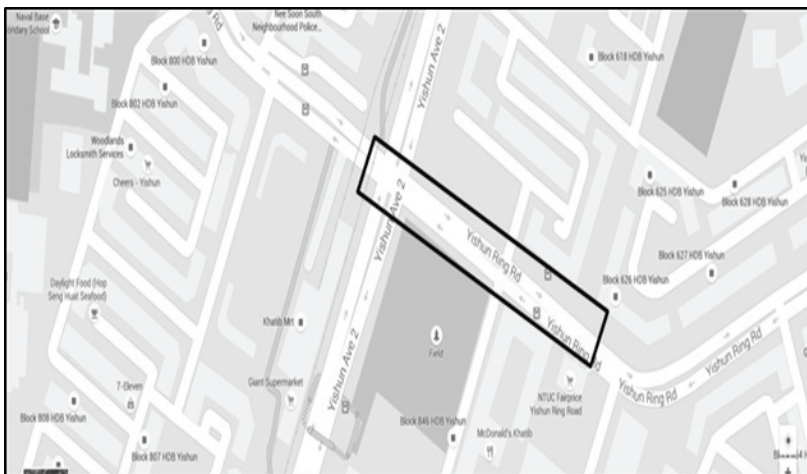 Naval Base
ondary School
Nee Soon South
Neighbourhood Police...
Block 800 HDB Yishun
Yishun Ave 2
Block 618 HDB Yishun
Block 802 HDB Yishun
Woodlands
Locksmith Services
Cheers - Yishun
Block 625 HDB Yishun
Block 628 HDB Yishun
Yishun Ave 2
Yishun Ring Rd
Block 627 HDB Yishun
Block 626 HDB Yishun
Daylight Food (Hop
Seng Huat Seafood)
Khatib Mrt
Field
Yishun Ring Rd
Yishun Ring Rd
Yishun Ave 2
7-Eleven
Giant Supermarket
NTUC Fairprice
Yishun Ring Road
Yishun Ring Rd
Block 808 HDB Yishun
Block 846 HDB Yishun
McDonald's Khatib
Block 807 HDB Yishun